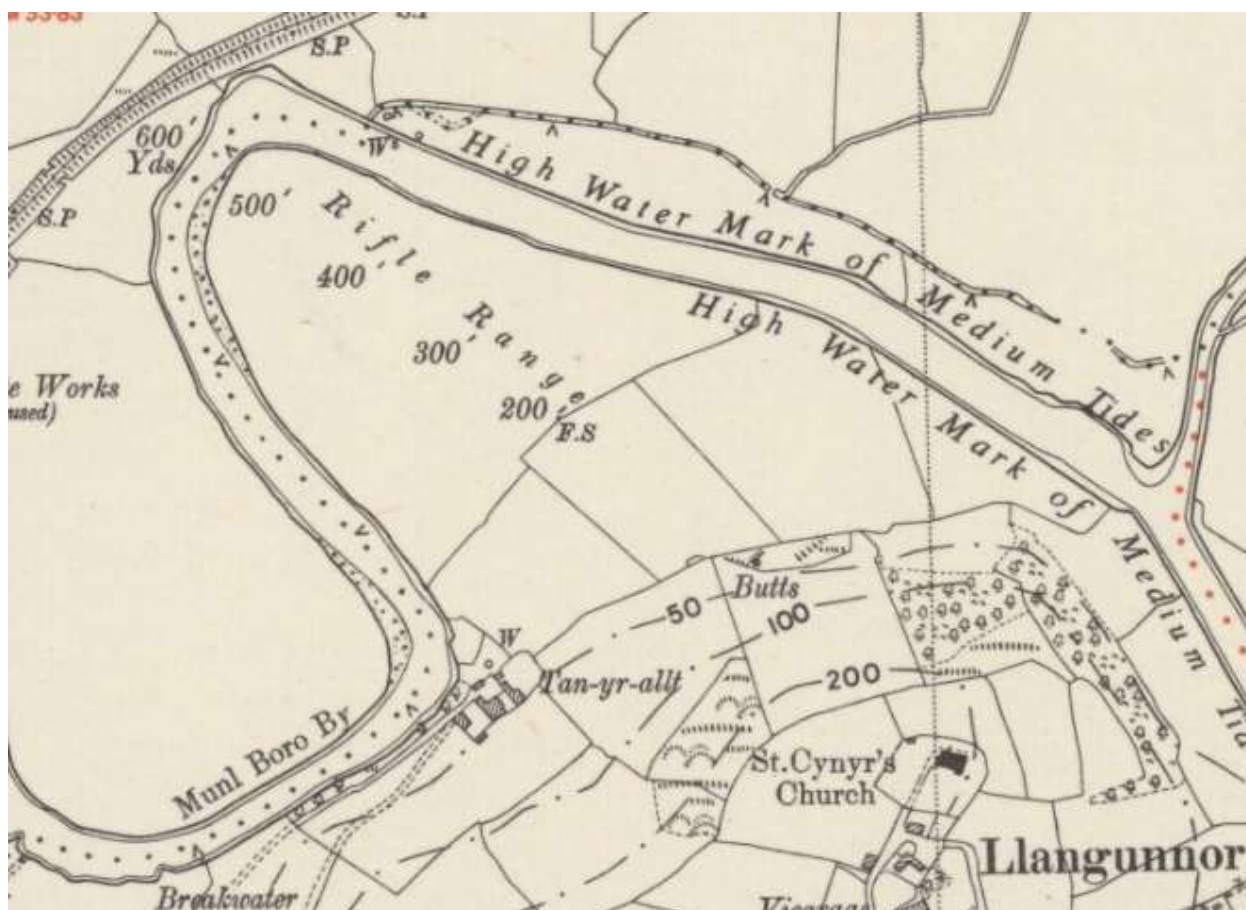 S.P
S.P
600'
Yds
500'
400'
300'
200'
Rifle Range
F.S
High Water Mark of Medium Tides
High Water Mark of Medium
e Works
used)
50
Butts
100
200
W
Tan-yr-allt
Munl Boro By
St. Cynyr's
Church
Llangunnor
Breakwater